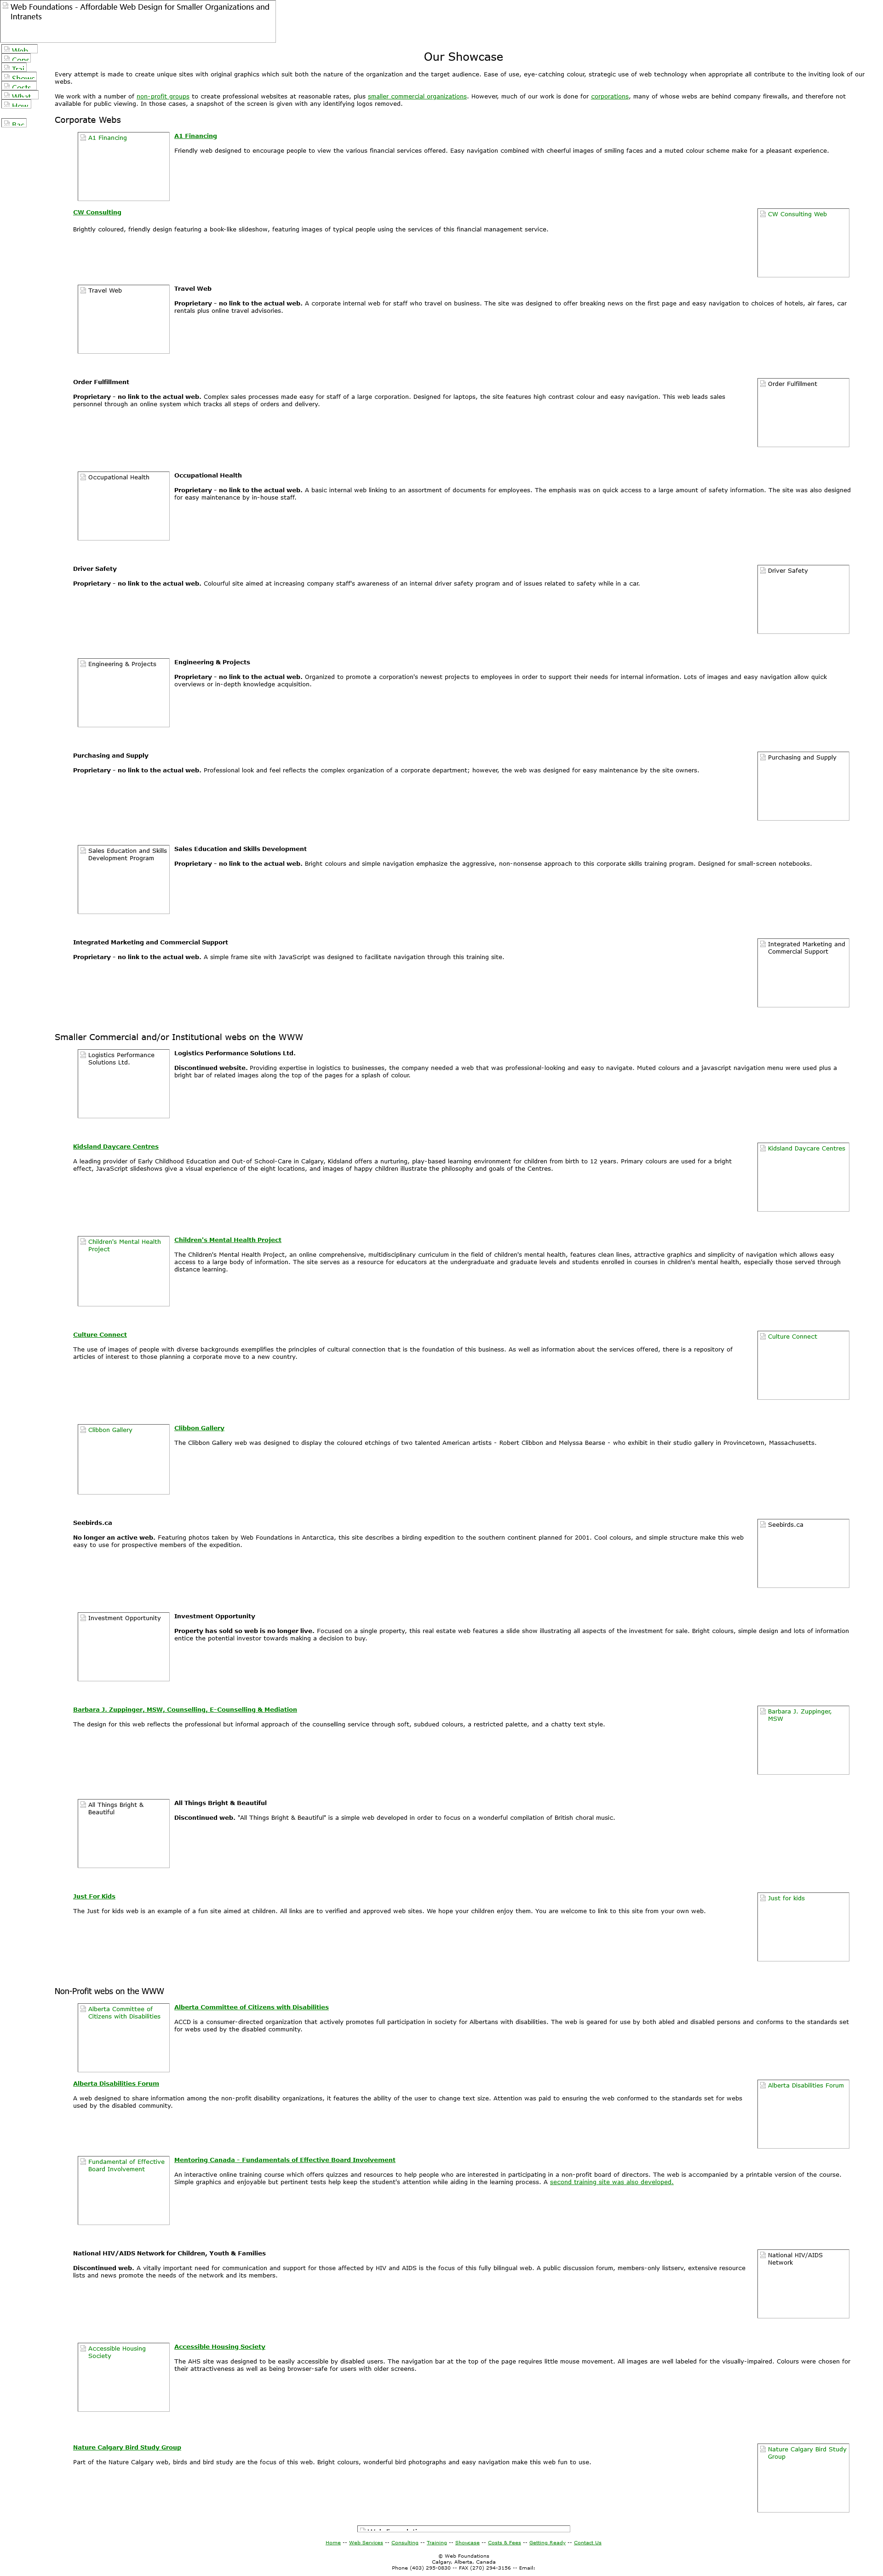 Web Foundations - Affordable Web Design for Smaller Organizations and
Intranets
Our Showcase
Every attempt is made to create unique sites with original graphics which suit both the nature of the organization and the target audience. Ease of use, eye-catching colour, strategic use of web technology when appropriate all contribute to the inviting look of our
webs.
We work with a number of non-profit groups to create professional websites at reasonable rates, plus smaller commercial organizations. However, much of our work is done for corporations, many of whose webs are behind company firewalls, and therefore not
available for public viewing. In those cases, a snapshot of the screen is given with any identifying logos removed.
Corporate Webs
A1 Financing
A1 Financing
Friendly web designed to encourage people to view the various financial services offered. Easy navigation combined with cheerful images of smiling faces and a muted colour scheme make for a pleasant experience.
CW Consulting
CW Consulting Web
Brightly coloured, friendly design featuring a book-like slideshow, featuring images of typical people using the services of this financial management service.
Travel Web
Travel Web
Proprietary - no link to the actual web. A corporate internal web for staff who travel on business. The site was designed to offer breaking news on the first page and easy navigation to choices of hotels, air fares, car
rentals plus online travel advisories.
Order Fulfillment
Order Fulfillment
Proprietary - no link to the actual web. Complex sales processes made easy for staff of a large corporation. Designed for laptops, the site features high contrast colour and easy navigation. This web leads sales
personnel through an online system which tracks all steps of orders and delivery.
Occupational Health
Occupational Health
Proprietary - no link to the actual web. A basic internal web linking to an assortment of documents for employees. The emphasis was on quick access to a large amount of safety information. The site was also designed
for easy maintenance by in-house staff.
Driver Safety
Driver Safety
Proprietary - no link to the actual web. Colourful site aimed at increasing company staff's awareness of an internal driver safety program and of issues related to safety while in a car.
Engineering & Projects
Engineering & Projects
Proprietary - no link to the actual web. Organized to promote a corporation's newest projects to employees in order to support their needs for internal information. Lots of images and easy navigation allow quick
overviews or in-depth knowledge acquisition.
Purchasing and Supply
Purchasing and Supply
Proprietary - no link to the actual web. Professional look and feel reflects the complex organization of a corporate department; however, the web was designed for easy maintenance by the site owners.
Sales Education and Skills
Development Program
Sales Education and Skills Development
Proprietary - no link to the actual web. Bright colours and simple navigation emphasize the aggressive, non-nonsense approach to this corporate skills training program. Designed for small-screen notebooks.
Integrated Marketing and Commercial Support
Integrated Marketing and
Commercial Support
Proprietary - no link to the actual web. A simple frame site with JavaScript was designed to facilitate navigation through this training site.
Smaller Commercial and/or Institutional webs on the WWW
Logistics Performance
Solutions Ltd.
Logistics Performance Solutions Ltd.
Discontinued website. Providing expertise in logistics to businesses, the company needed a web that was professional-looking and easy to navigate. Muted colours and a javascript navigation menu were used plus a
bright bar of related images along the top of the pages for a splash of colour.
Kidsland Daycare Centres
Kidsland Daycare Centres
A leading provider of Early Childhood Education and Out-of School-Care in Calgary, Kidsland offers a nurturing, play-based learning environment for children from birth to 12 years. Primary colours are used for a bright
effect, JavaScript slideshows give a visual experience of the eight locations, and images of happy children illustrate the philosophy and goals of the Centres.
Children's Mental Health
Project
Children's Mental Health Project
The Children's Mental Health Project, an online comprehensive, multidisciplinary curriculum in the field of children's mental health, features clean lines, attractive graphics and simplicity of navigation which allows easy
access to a large body of information. The site serves as a resource for educators at the undergraduate and graduate levels and students enrolled in courses in children's mental health, especially those served through
distance learning.
Culture Connect
Culture Connect
The use of images of people with diverse backgrounds exemplifies the principles of cultural connection that is the foundation of this business. As well as information about the services offered, there is a repository of
articles of interest to those planning a corporate move to a new country.
Clibbon Gallery
Clibbon Gallery
The Clibbon Gallery web was designed to display the coloured etchings of two talented American artists - Robert Clibbon and Melyssa Bearse - who exhibit in their studio gallery in Provincetown, Massachusetts.
Seebirds.ca
Seebirds.ca
No longer an active web. Featuring photos taken by Web Foundations in Antarctica, this site describes a birding expedition to the southern continent planned for 2001. Cool colours, and simple structure make this web
easy to use for prospective members of the expedition.
Investment Opportunity
Investment Opportunity
Property has sold so web is no longer live. Focused on a single property, this real estate web features a slide show illustrating all aspects of the investment for sale. Bright colours, simple design and lots of information
entice the potential investor towards making a decision to buy.
Barbara J. Zuppinger, MSW, Counselling, E-Counselling & Mediation
Barbara J. Zuppinger,
MSW
The design for this web reflects the professional but informal approach of the counselling service through soft, subdued colours, a restricted palette, and a chatty text style.
All Things Bright &
Beautiful
All Things Bright & Beautiful
Discontinued web. "All Things Bright & Beautiful" is a simple web developed in order to focus on a wonderful compilation of British choral music.
Just For Kids
Just for kids
The Just for kids web is an example of a fun site aimed at children. All links are to verified and approved web sites. We hope your children enjoy them. You are welcome to link to this site from your own web.
Non-Profit webs on the WWW
Alberta Committee of
Citizens with Disabilities
Alberta Committee of Citizens with Disabilities
ACCD is a consumer-directed organization that actively promotes full participation in society for Albertans with disabilities. The web is geared for use by both abled and disabled persons and conforms to the standards set
for webs used by the disabled community.
Alberta Disabilities Forum
Alberta Disabilities Forum
A web designed to share information among the non-profit disability organizations, it features the ability of the user to change text size. Attention was paid to ensuring the web conformed to the standards set for webs
used by the disabled community.
Fundamental of Effective
Board Involvement
Mentoring Canada - Fundamentals of Effective Board Involvement
An interactive online training course which offers quizzes and resources to help people who are interested in participating in a non-profit board of directors. The web is accompanied by a printable version of the course.
Simple graphics and enjoyable but pertinent tests help keep the student's attention while aiding in the learning process. A second training site was also developed.
National HIV/AIDS Network for Children, Youth & Families
National HIV/AIDS
Network
Discontinued web. A vitally important need for communication and support for those affected by HIV and AIDS is the focus of this fully bilingual web. A public discussion forum, members-only listserv, extensive resource
lists and news promote the needs of the network and its members.
Accessible Housing
Society
Accessible Housing Society
The AHS site was designed to be easily accessible by disabled users. The navigation bar at the top of the page requires little mouse movement. All images are well labeled for the visually-impaired. Colours were chosen for
their attractiveness as well as being browser-safe for users with older screens.
Nature Calgary Bird Study Group
Nature Calgary Bird Study
Group
Part of the Nature Calgary web, birds and bird study are the focus of this web. Bright colours, wonderful bird photographs and easy navigation make this web fun to use.
Home -- Web Services -- Consulting -- Training -- Showcase -- Costs & Fees -- Getting Ready -- Contact Us
© Web Foundations
Calgary, Alberta, Canada
Phone (403) 295-0830 -- FAX (270) 294-3156 -- Email: